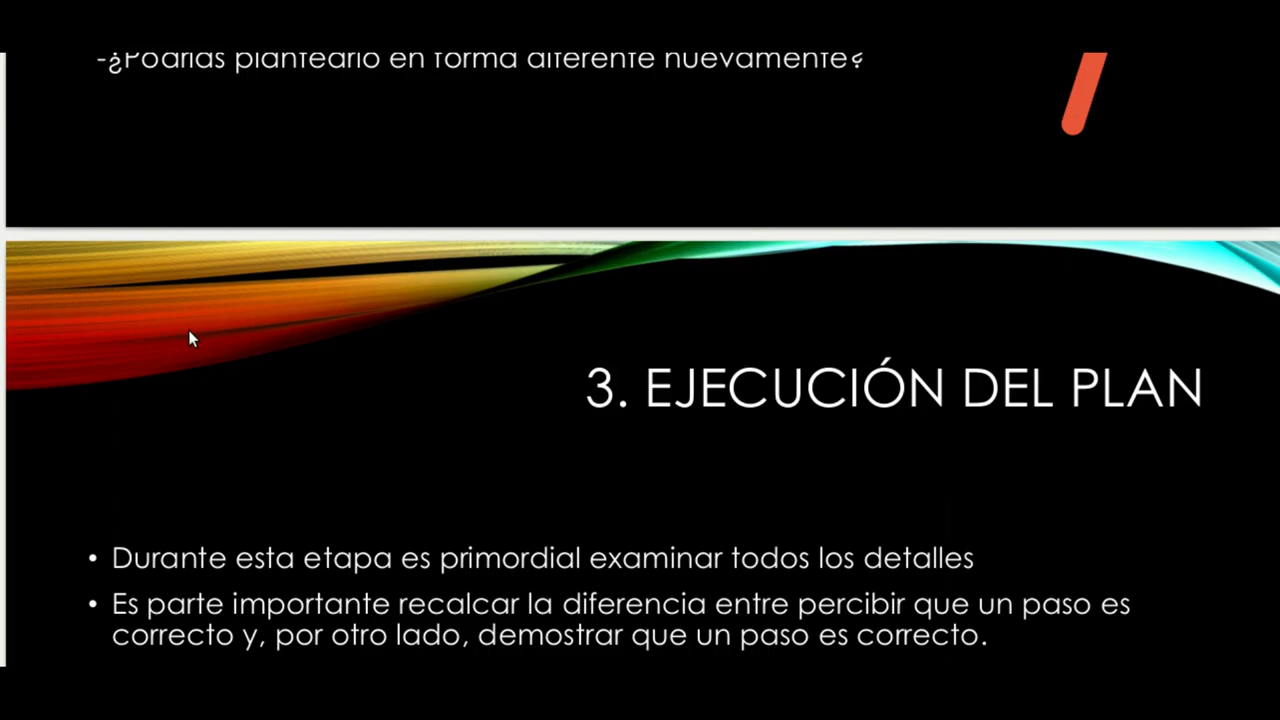 -¿Podrías plantearlo en forma diferente nuevamente?
3. EJECUCIÓN DEL PLAN
• Durante esta etapa es primordial examinar todos los detalles
• Es parte importante recalcar la diferencia entre percibir que un paso es
correcto y, por otro lado, demostrar que un paso es correcto.